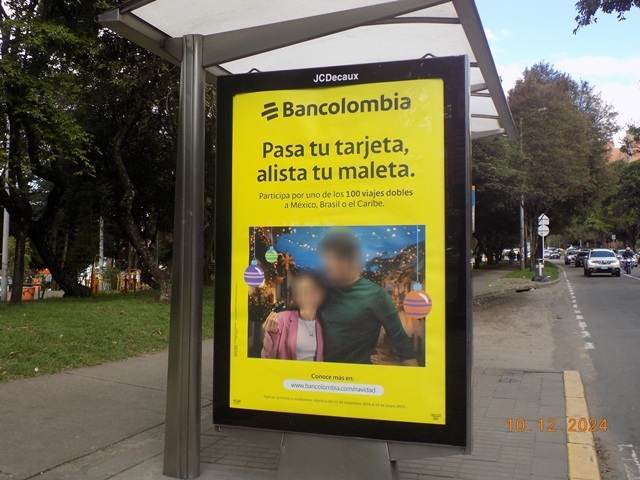 JCDecaux
Bancolombia
Pasa tu tarjeta,
alista tu maleta.
Participa por uno de los 100 viajes dobles
a México, Brasil o el Caribe.
Conoce más en:
www.bancolombia.com/navidad
10.12.2024